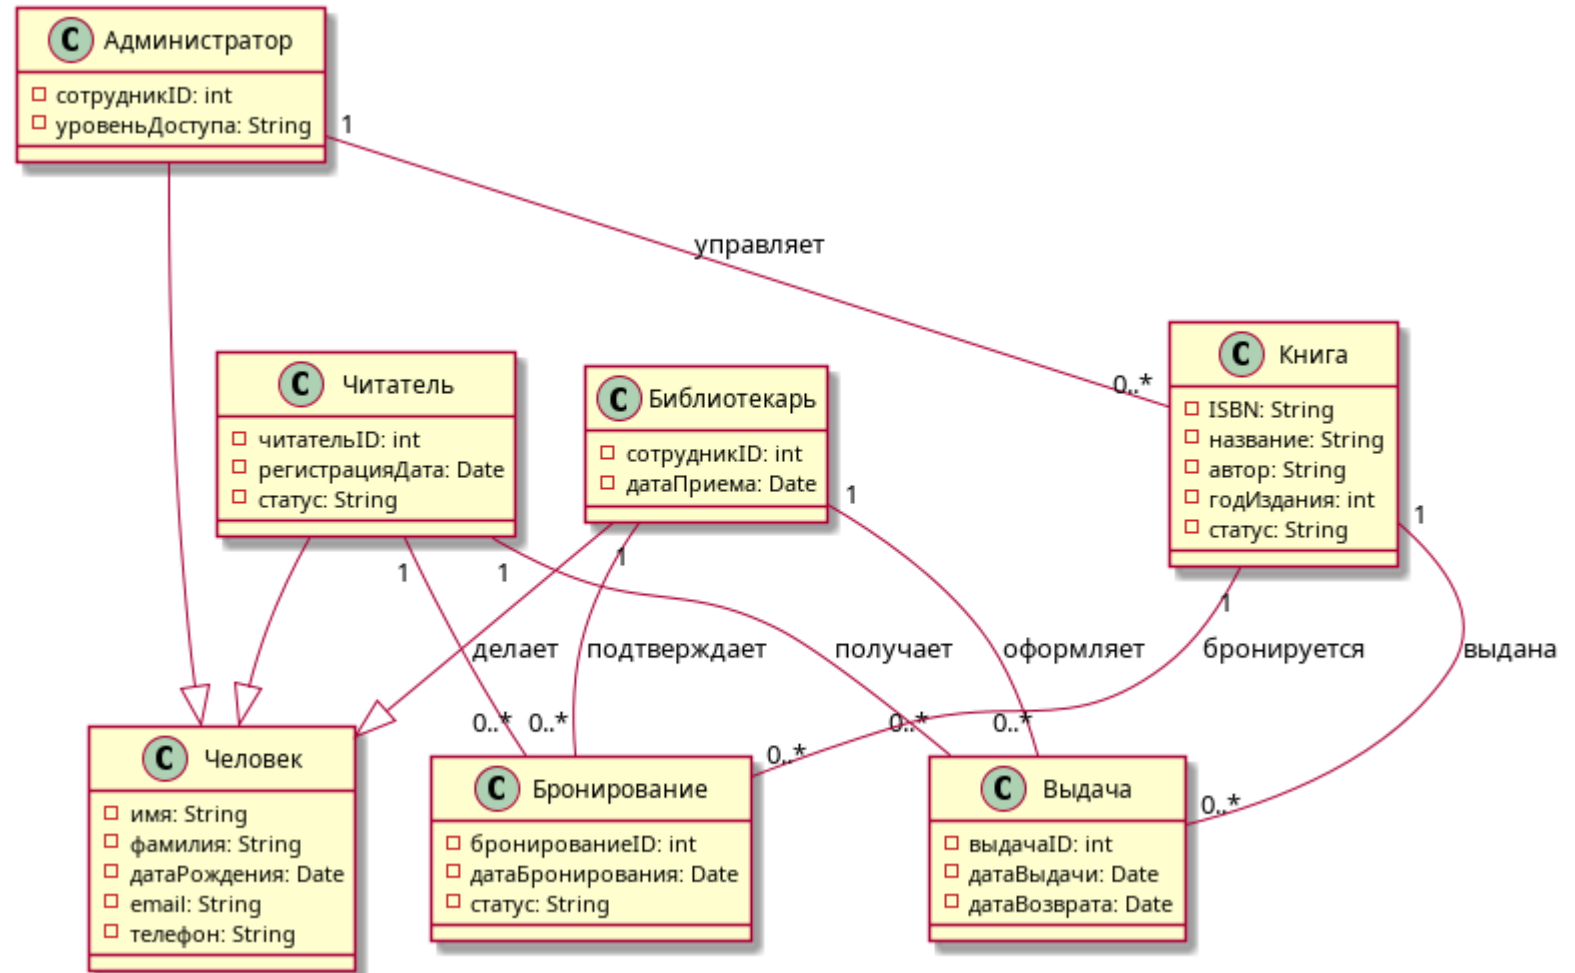 C Администратор
сотрудникID: int
уровеньДоступа: String
1
управляет
0..*
C Книга
ISBN: String
название: String
автор: String
годИздания: int
статус: String
1
1
C Читатель
читательID: int
регистрацияДата: Date
статус: String
1
1
C Библиотекарь
сотрудникID: int
датаПриема: Date
1
1
делает
подтверждает
получает
оформляет
бронируется
выдана
0..*
0..*
0..*
0..*
0..*
0..*
C Человек
имя: String
фамилия: String
датаРождения: Date
email: String
телефон: String
C Бронирование
бронированиеID: int
датаБронирования: Date
статус: String
C Выдача
выдачаID: int
датаВыдачи: Date
датаВозврата: Date